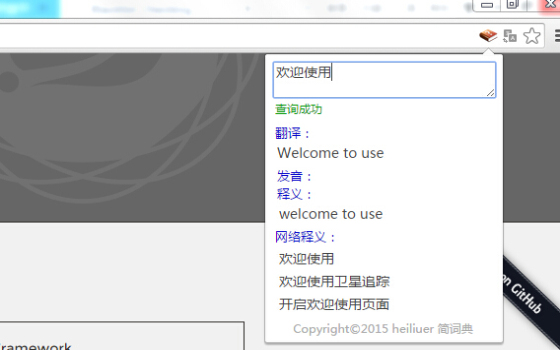 欢迎使用
查询成功
翻译：
Welcome to use
发音：
释义：
welcome to use
网络释义：
欢迎使用
欢迎使用卫星追踪
开启欢迎使用页面
Copyright©2015 heiliuer 简词典
on GitHub
ramework